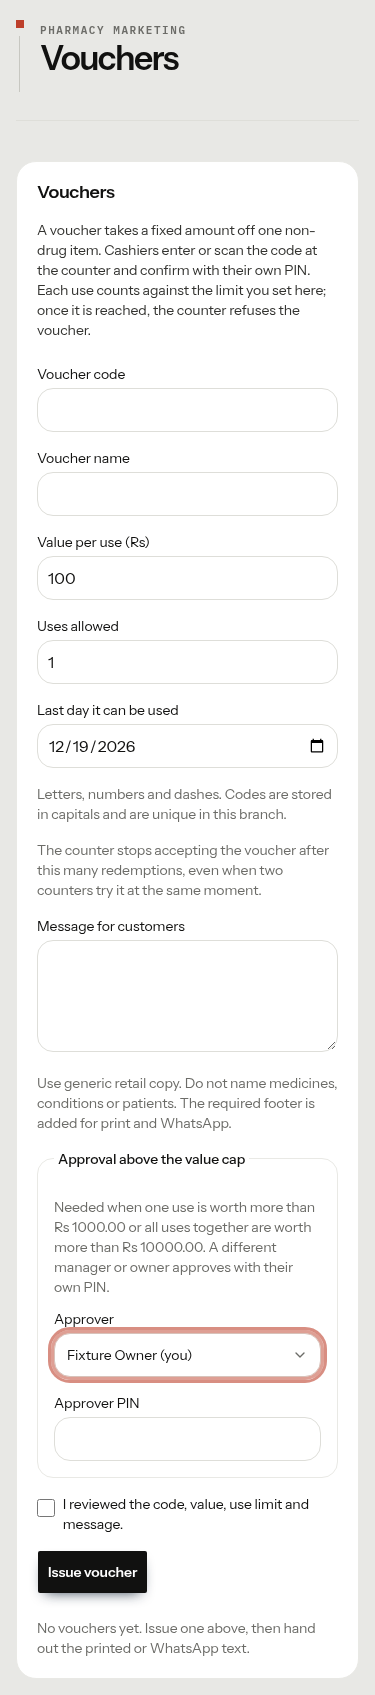 PHARMACY MARKETING
Vouchers
Vouchers
A voucher takes a fixed amount off one non-
drug item. Cashiers enter or scan the code at
the counter and confirm with their own PIN.
Each use counts against the limit you set here;
once it is reached, the counter refuses the
voucher.
Voucher code
Voucher name
Value per use (Rs)
100
Uses allowed
1
Last day it can be used
12/19/2026
Letters, numbers and dashes. Codes are stored
in capitals and are unique in this branch.
The counter stops accepting the voucher after
this many redemptions, even when two
counters try it at the same moment.
Message for customers
Use generic retail copy. Do not name medicines,
conditions or patients. The required footer is
added for print and WhatsApp.
Approval above the value cap
Needed when one use is worth more than
Rs 1000.00 or all uses together are worth
more than Rs 10000.00. A different
manager or owner approves with their
own PIN.
Approver
Fixture Owner (you)
Approver PIN
I reviewed the code, value, use limit and
message.
Issue voucher
No vouchers yet. Issue one above, then hand
out the printed or WhatsApp text.